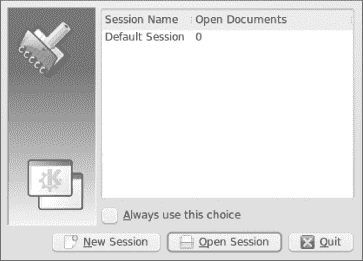 Session Name Open Documents
Default Session 0
Always use this choice
New Session Open Session Quit